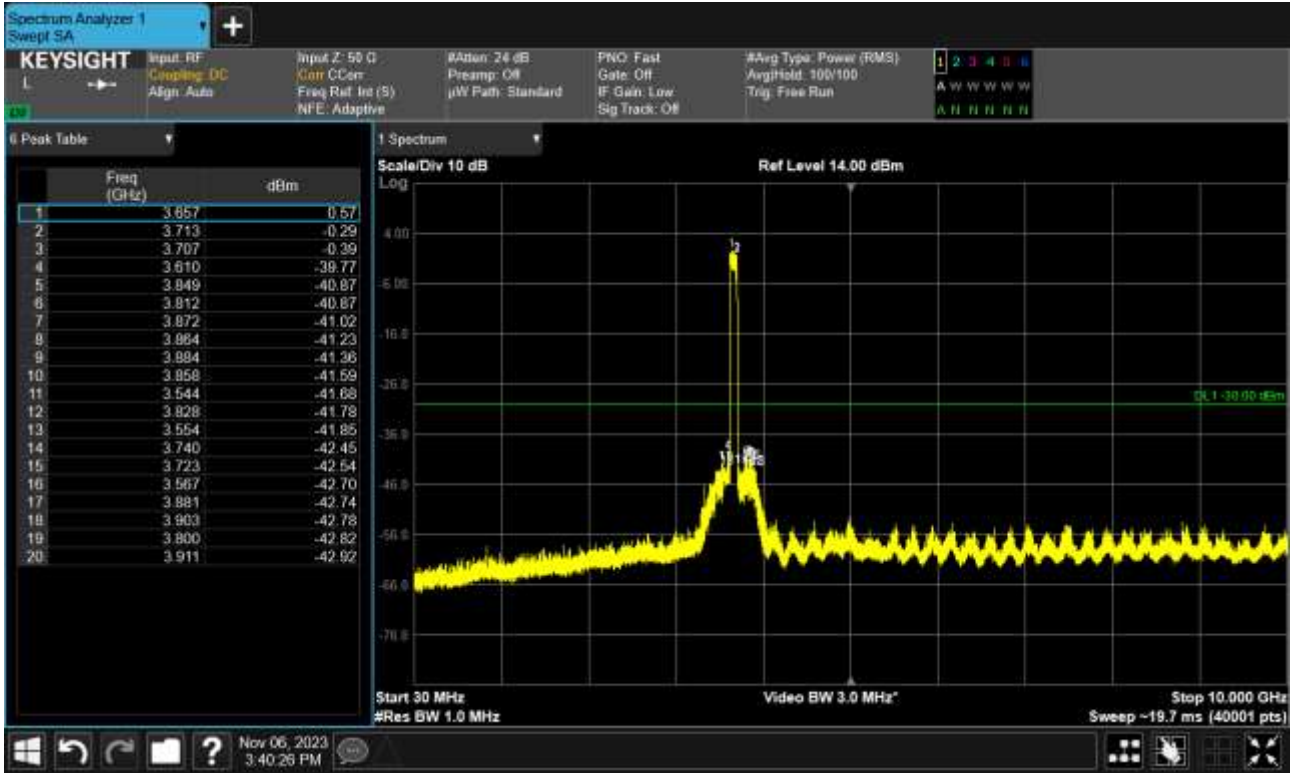 Spectrum Analyzer 1
Swept SA
+
KEYSIGHT
L
Input: RF
Coupling: DC
Align: Auto
Input Z: 50 Ω
Corr CCorr
Freq Ref: Int (S)
NFE: Adaptive
#Atten: 24 dB
Preamp: Off
µW Path: Standard
PNO: Fast
Gate: Off
IF Gain: Low
Sig Track: Off
#Avg Type: Power (RMS)
Avg|Hold: 100/100
Trig: Free Run
1 2 3 4 5 6
A W W W W W
A N N N N N
6 Peak Table
Freq (GHz) dBm
1 3.657 0.57
2 3.713 -0.29
3 3.707 -0.39
4 3.610 -39.77
5 3.849 -40.87
6 3.812 -40.87
7 3.872 -41.02
8 3.864 -41.23
9 3.884 -41.36
10 3.858 -41.59
11 3.544 -41.68
12 3.828 -41.78
13 3.554 -41.85
14 3.740 -42.45
15 3.723 -42.54
16 3.567 -42.70
17 3.881 -42.74
18 3.903 -42.78
19 3.800 -42.82
20 3.911 -42.92
1 Spectrum
Scale/Div 10 dB
Ref Level 14.00 dBm
Log
4.00
-6.00
-16.0
-26.0
DL1 -30.00 dBm
-36.0
-46.0
-56.0
-66.0
-76.0
Start 30 MHz
Video BW 3.0 MHz*
Stop 10.000 GHz
#Res BW 1.0 MHz
Sweep ~19.7 ms (40001 pts)
?
Nov 06, 2023
3:40:26 PM